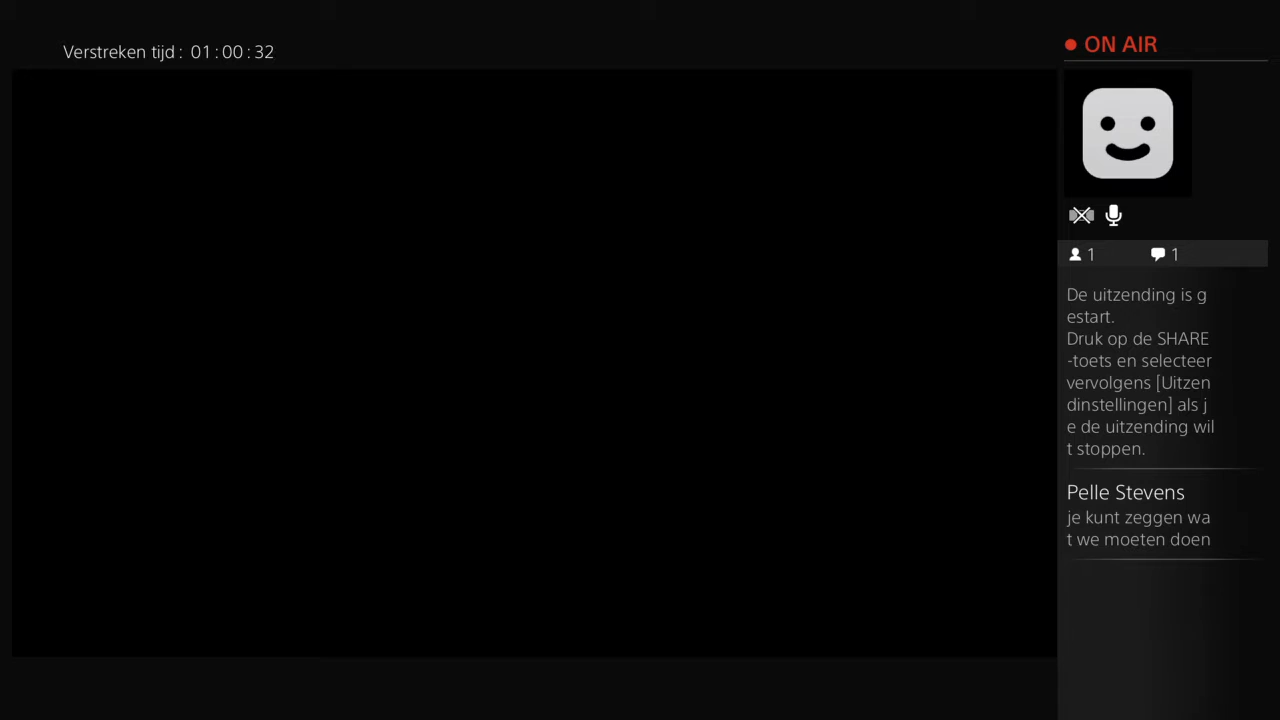 Verstreken tijd : 01 : 00 : 32
ON AIR
1 1
De uitzending is g
estart.
Druk op de SHARE
-toets en selecteer
vervolgens [Uitzen
dinstellingen] als j
e de uitzending wil
t stoppen.
Pelle Stevens
je kunt zeggen wa
t we moeten doen